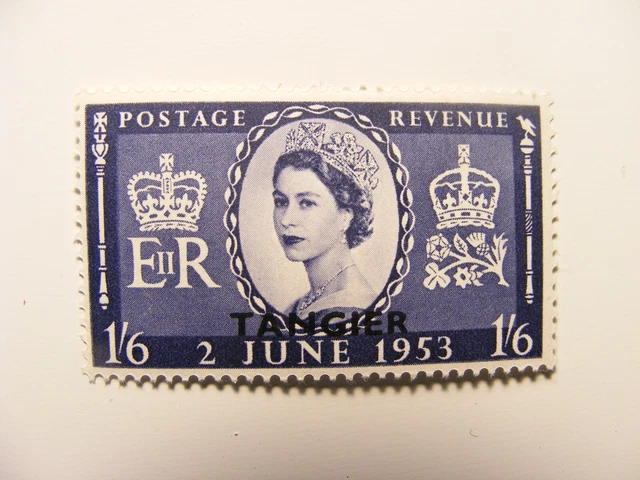 POSTAGE REVENUE
EIIR
TANGIER
1/6 2 JUNE 1953 1/6